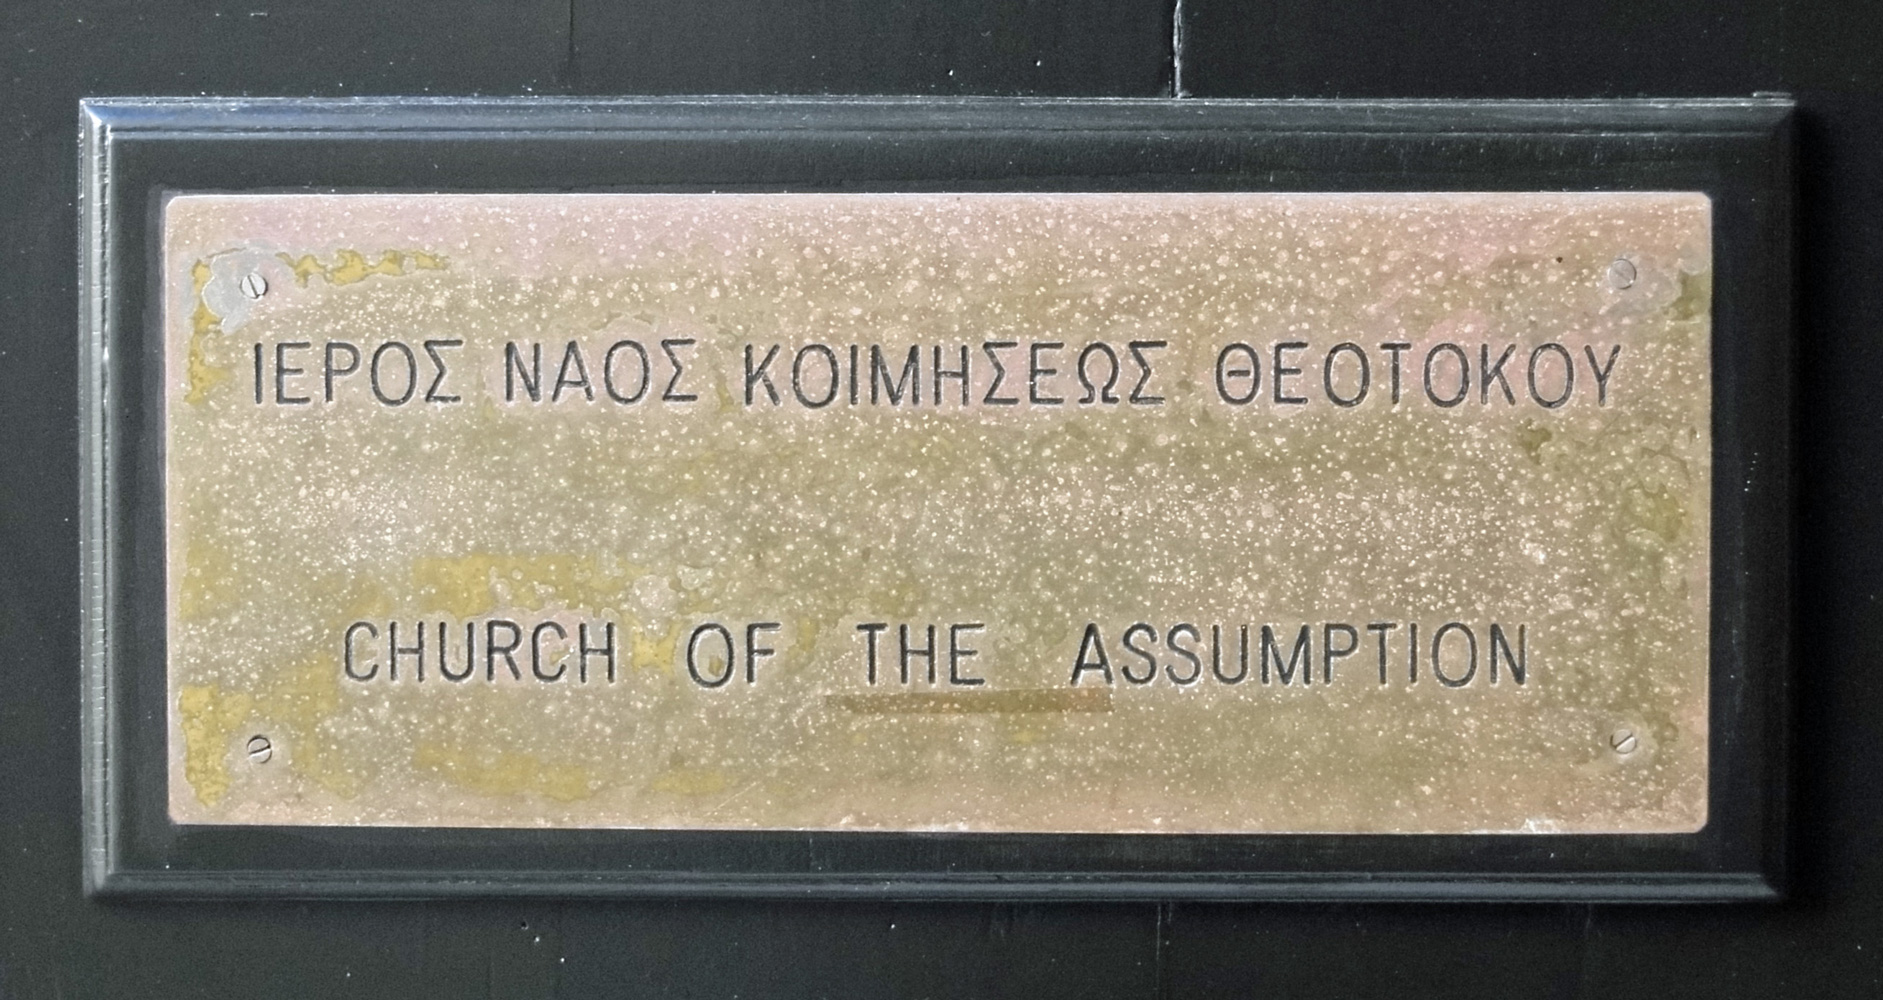 ΙΕΡΟΣ ΝΑΟΣ ΚΟΙΜΗΣΕΩΣ ΘΕΟΤΟΚΟΥ
CHURCH OF THE ASSUMPTION